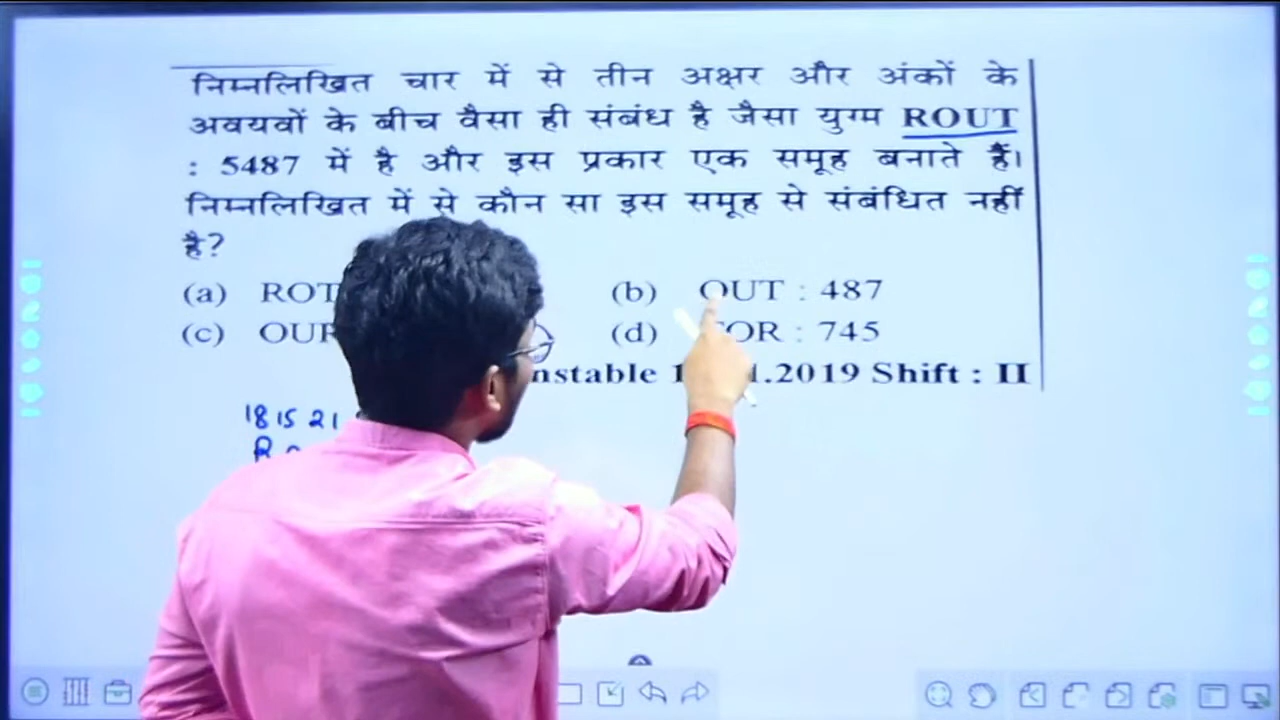 निम्नलिखित चार में से तीन अक्षर और अंकों के
अवयवों के बीच वैसा ही संबंध है जैसा युग्म ROUT
: 5487 में है और इस प्रकार एक समूह बनाते हैं।
निम्नलिखित में से कौन सा इस समूह से संबंधित नहीं
है?
(a) ROT (b) OUT : 487
(c) OUR (d) OR : 745
.2019 Shift : II
18 15 21
R